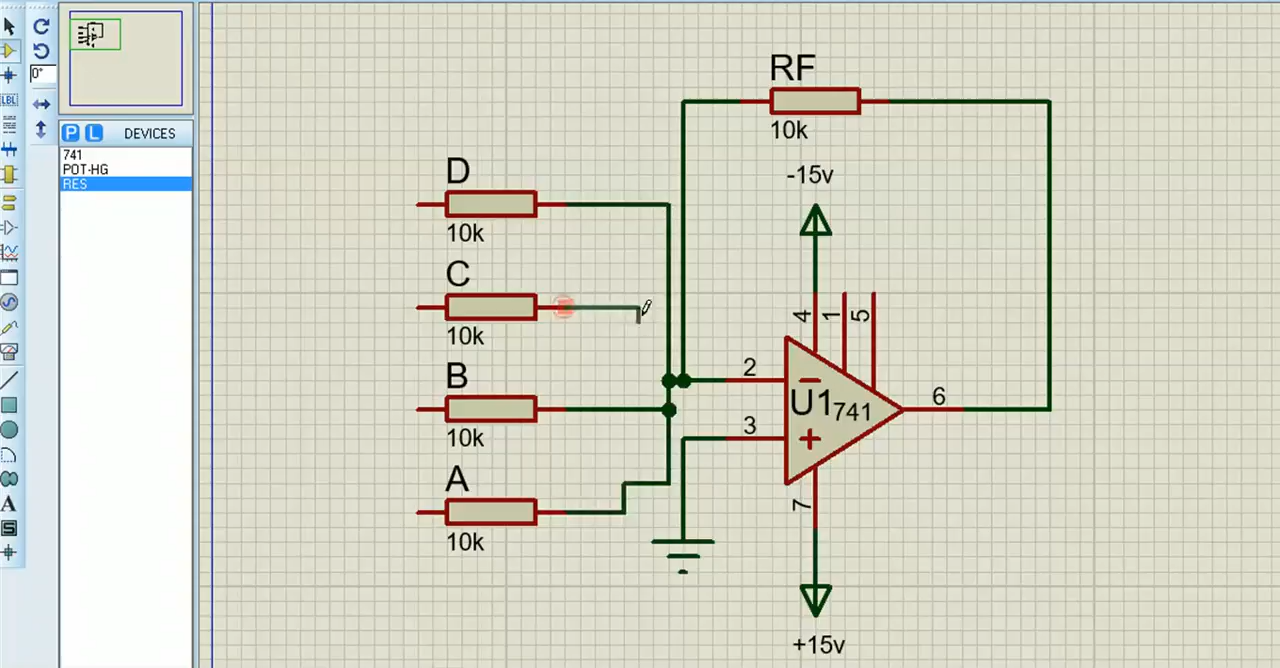 0°
LBL
P L DEVICES
741
POT-HG
RES
RF
10k
-15v
D
10k
C
10k
B
10k
A
10k
4
1
5
2
3
U1
741
6
7
+15v
A
S